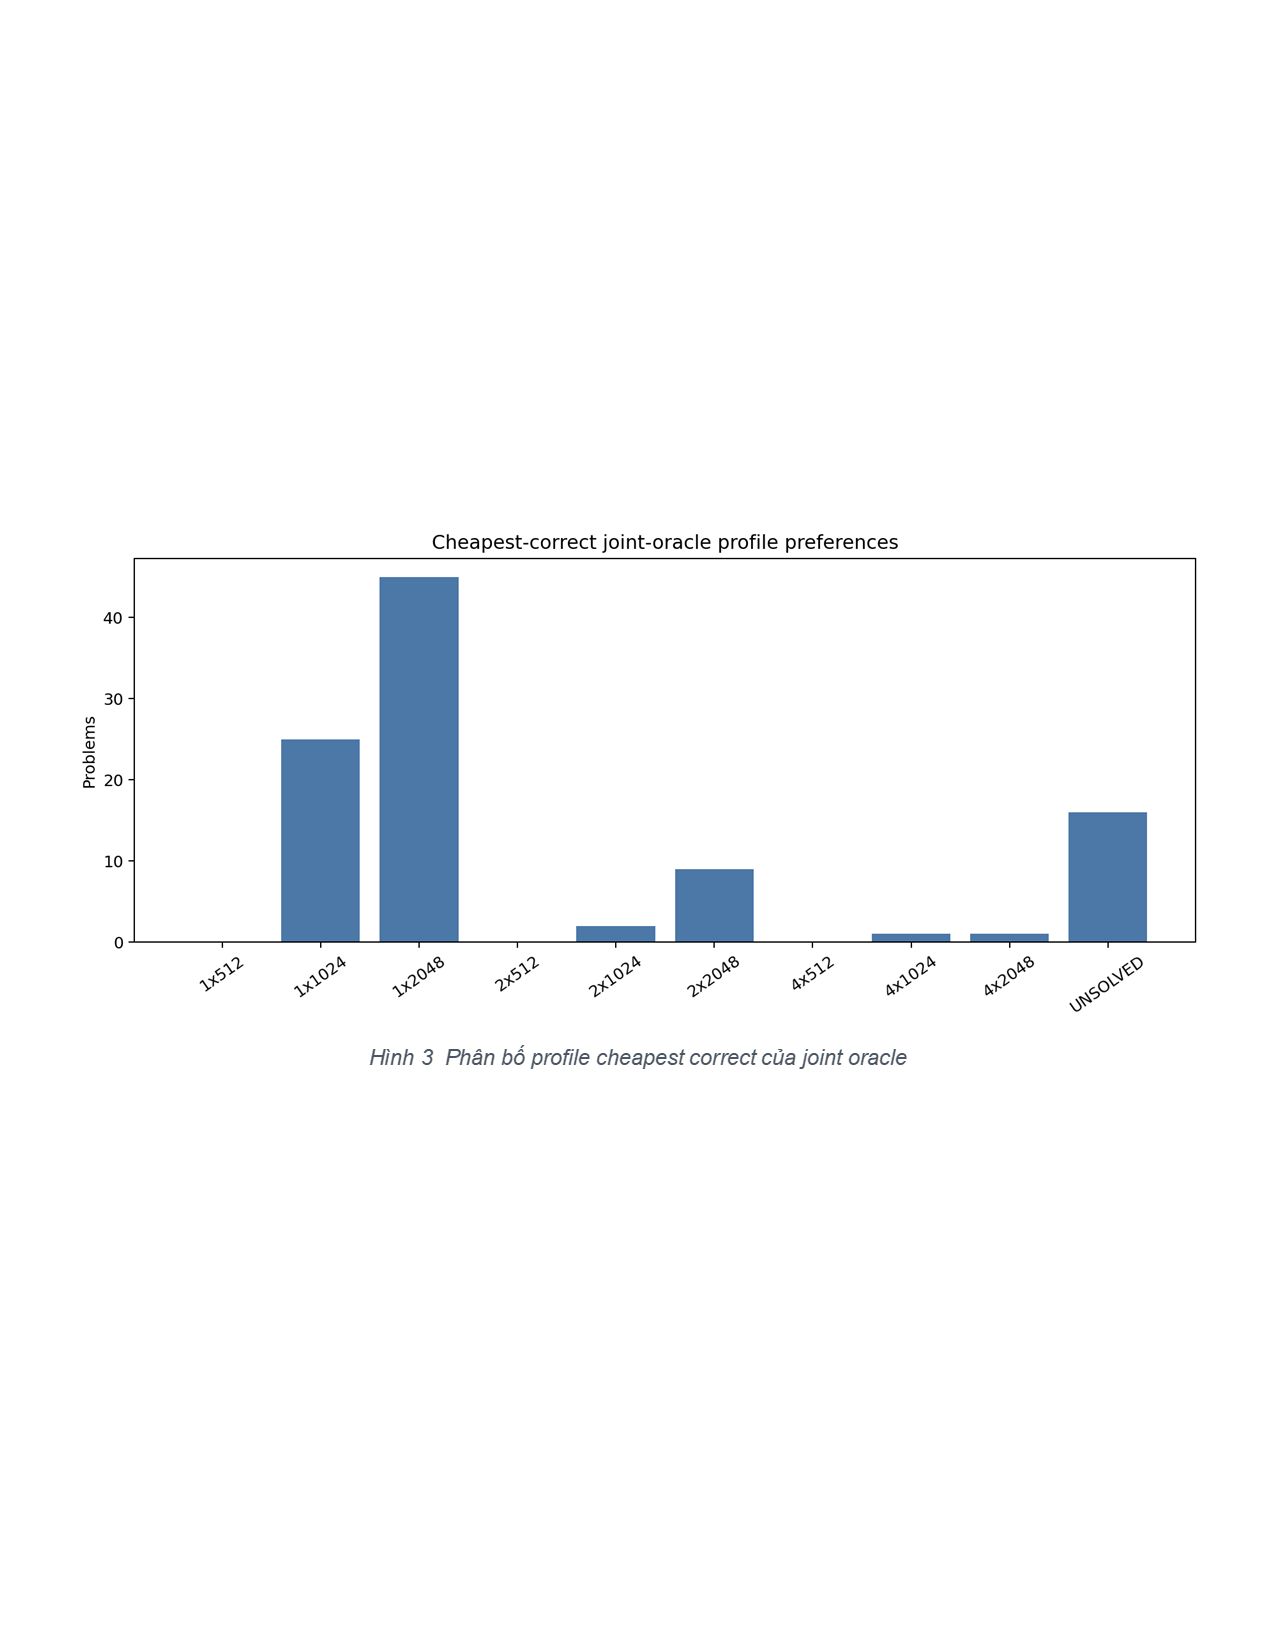 Cheapest-correct joint-oracle profile preferences
40
30
20
10
0
Problems
1x512
1x1024
1x2048
2x512
2x1024
2x2048
4x512
4x1024
4x2048
UNSOLVED
Hình 3 Phân bố profile cheapest correct của joint oracle